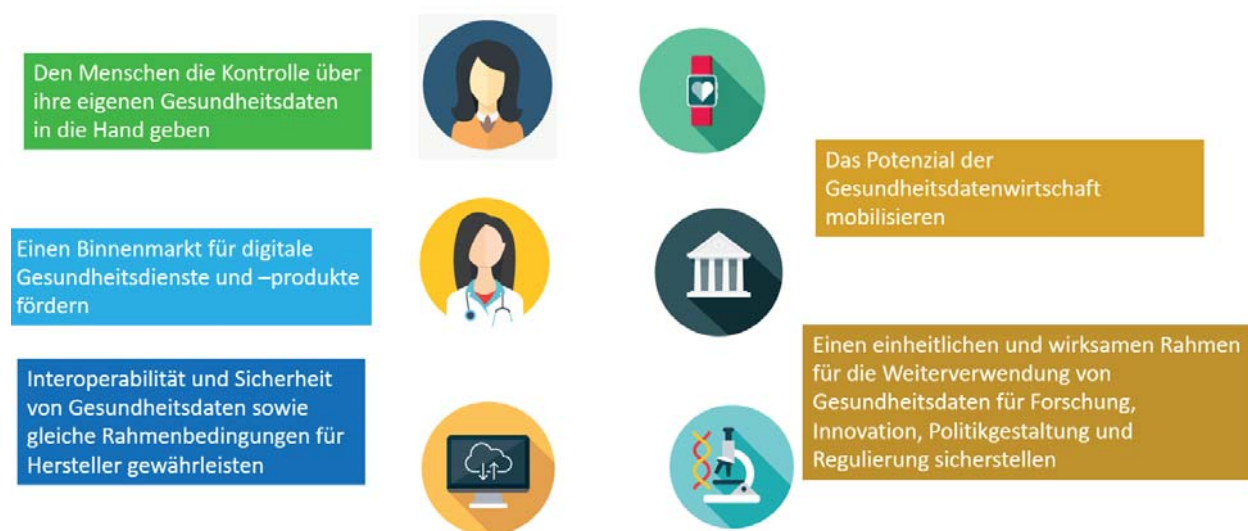 Den Menschen die Kontrolle über
ihre eigenen Gesundheitsdaten
in die Hand geben
Einen Binnenmarkt für digitale
Gesundheitsdienste und –produkte
fördern
Interoperabilität und Sicherheit
von Gesundheitsdaten sowie
gleiche Rahmenbedingungen für
Hersteller gewährleisten
Das Potenzial der
Gesundheitsdatenwirtschaft
mobilisieren
Einen einheitlichen und wirksamen Rahmen
für die Weiterverwendung von
Gesundheitsdaten für Forschung,
Innovation, Politikgestaltung und
Regulierung sicherstellen